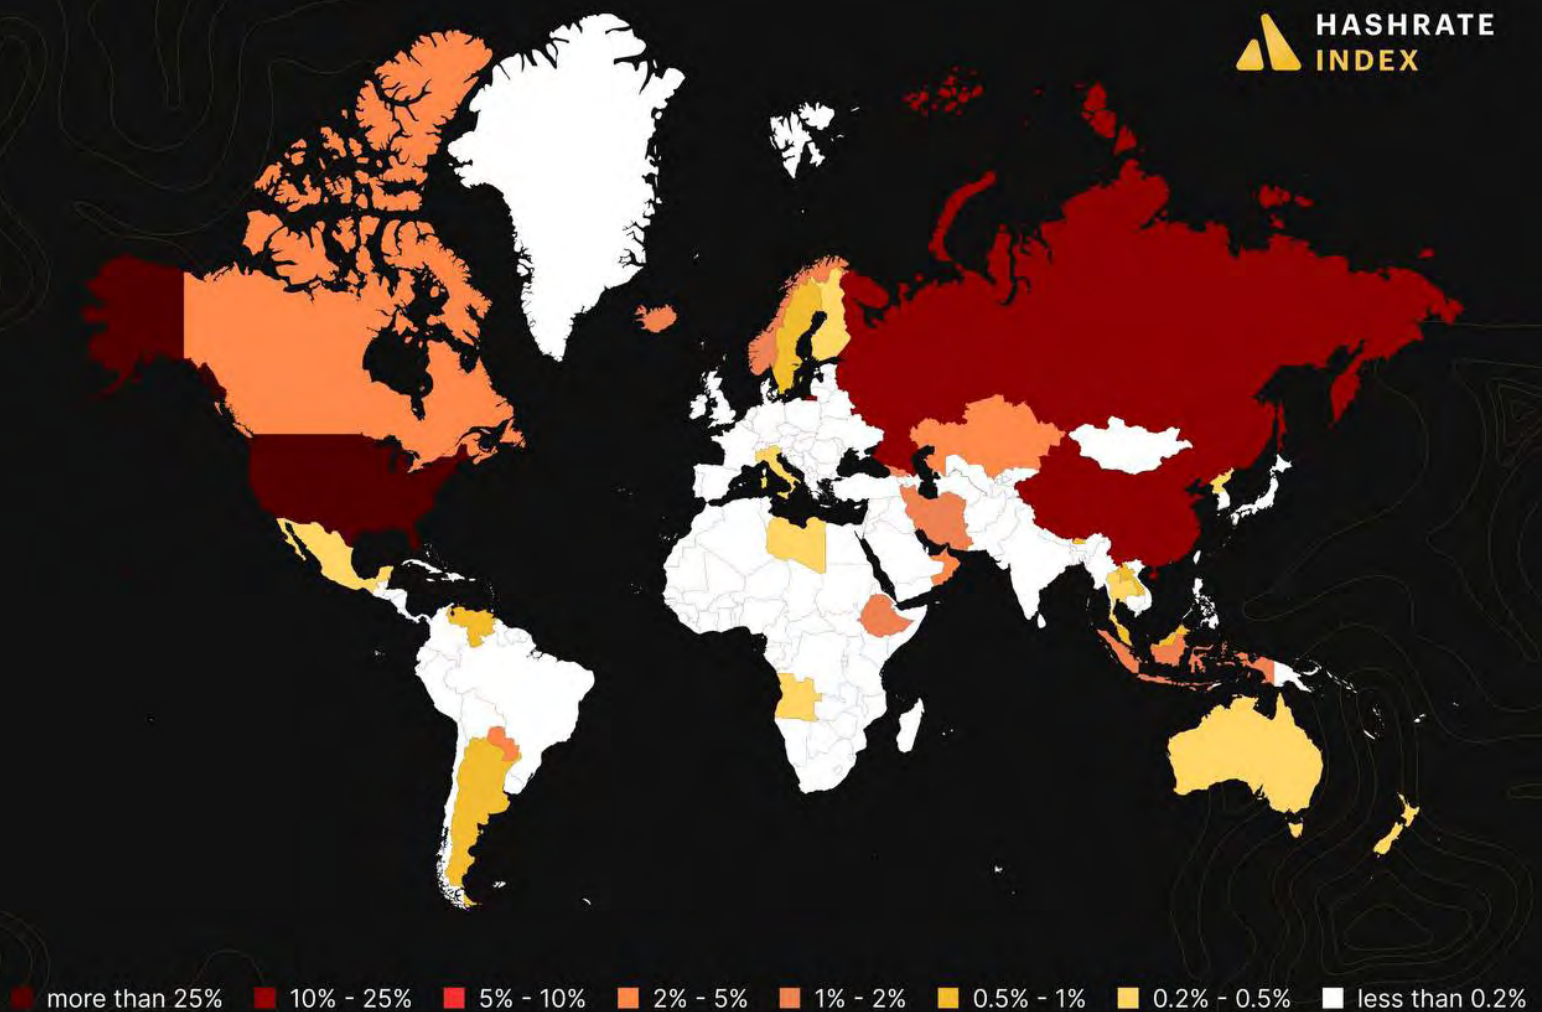 HASHRATE
INDEX
more than 25%
10% - 25%
5% - 10%
2% - 5%
1% - 2%
0.5% - 1%
0.2% - 0.5%
less than 0.2%